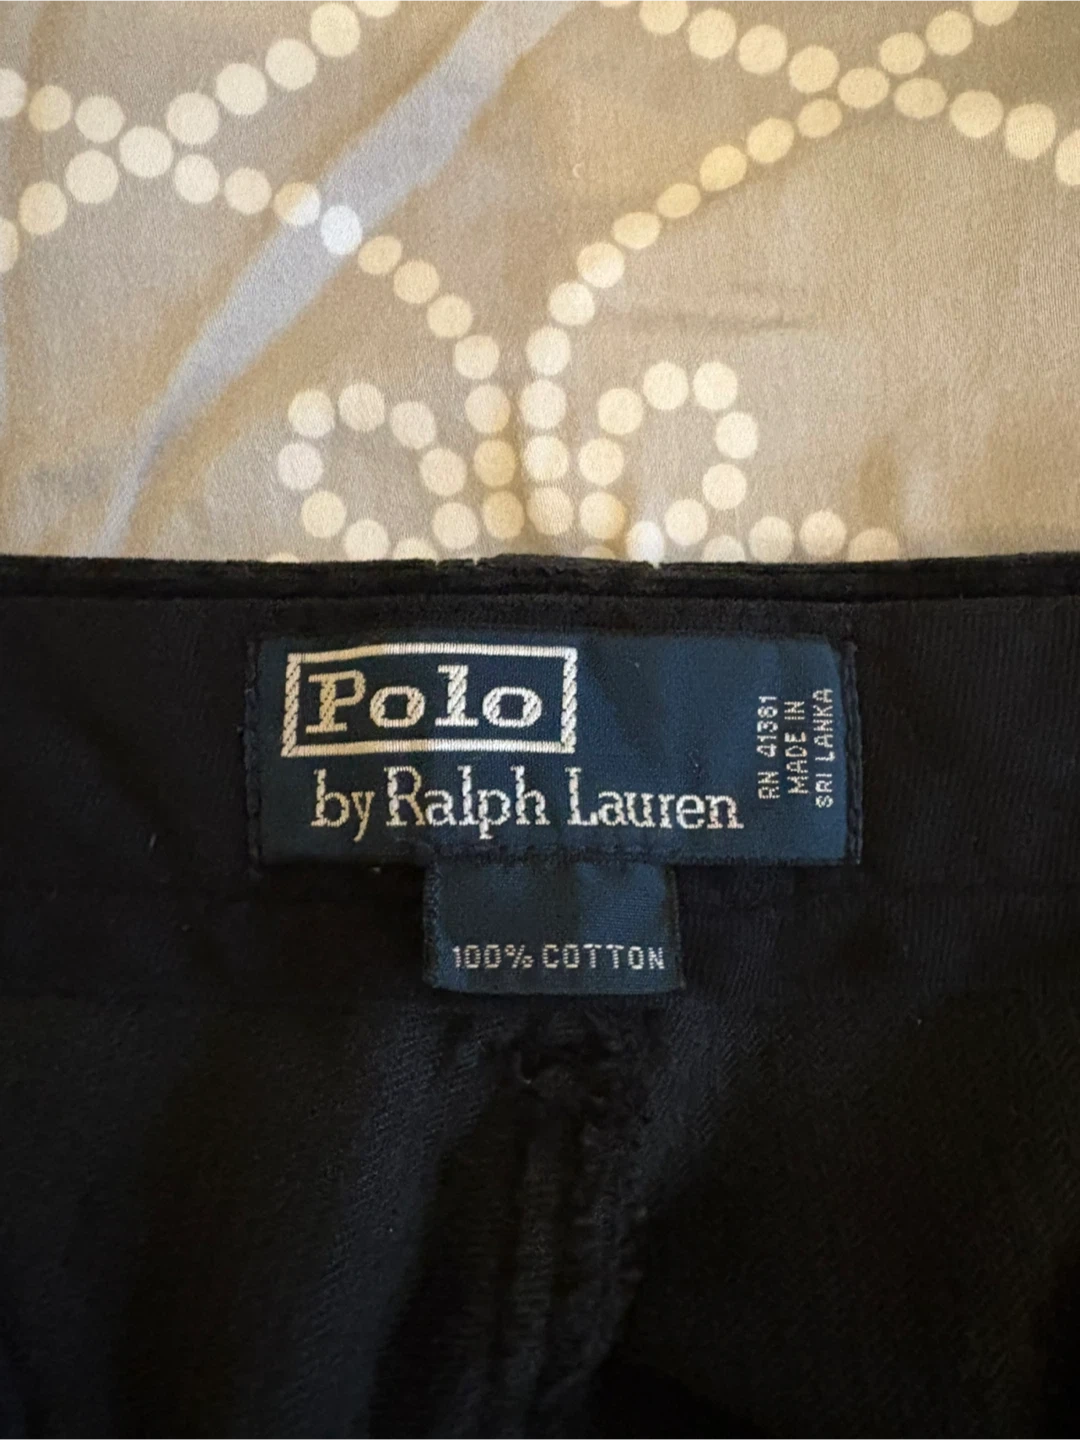 Polo
by Ralph Lauren
RN 41381
MADE IN
SRI LANKA
100% COTTON